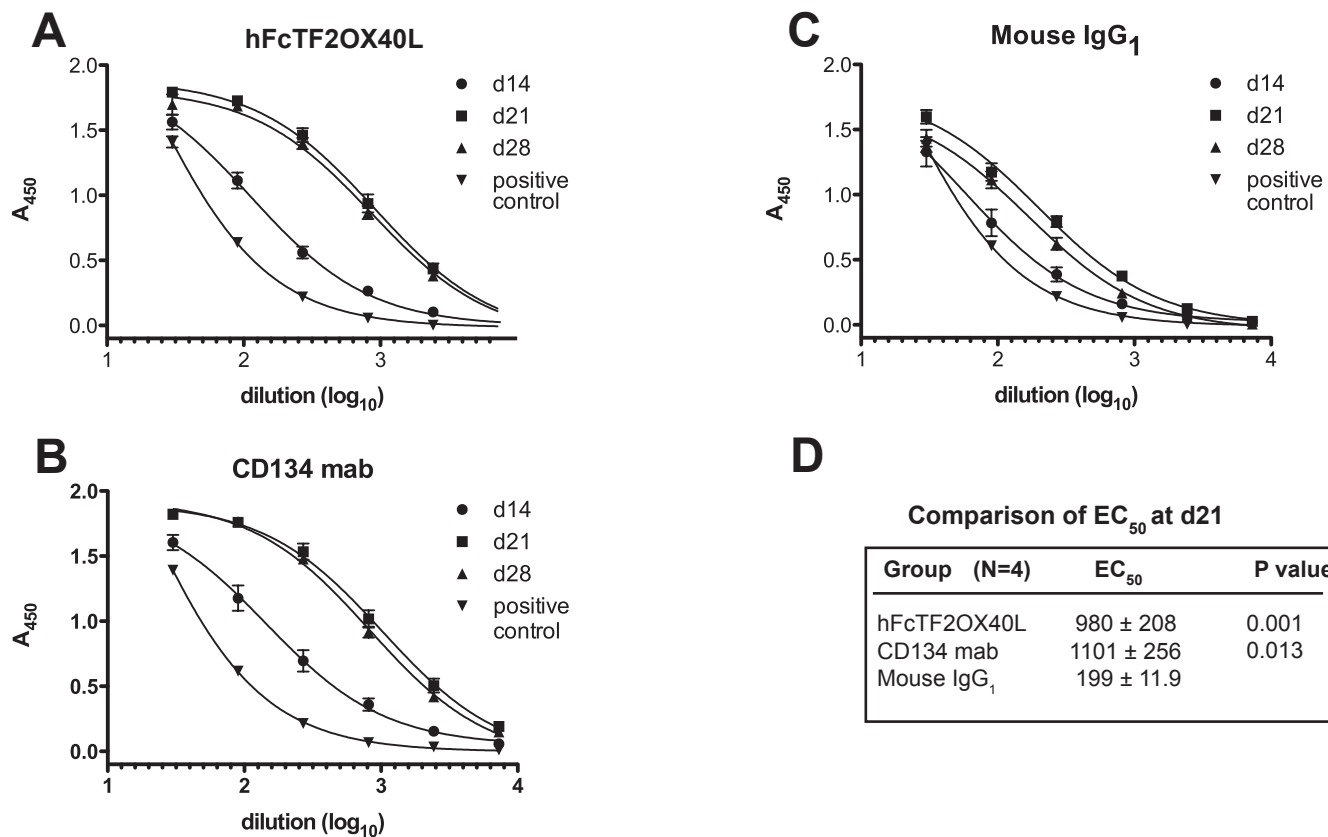 A
hFcTF2OX40L
2.0
1.5
1.0
0.5
0.0
A450
1
2
3
dilution (log10)
d14
d21
d28
positive
control
C
Mouse IgG1
2.0
1.5
1.0
0.5
0.0
A450
1
2
3
4
dilution (log10)
d14
d21
d28
positive
control
B
CD134 mab
2.0
1.5
1.0
0.5
0.0
A450
1
2
3
4
dilution (log10)
d14
d21
d28
positive
control
D
Comparison of EC50 at d21
Group (N=4) EC50 P value
hFcTF2OX40L 980 ± 208 0.001
CD134 mab 1101 ± 256 0.013
Mouse IgG1 199 ± 11.9